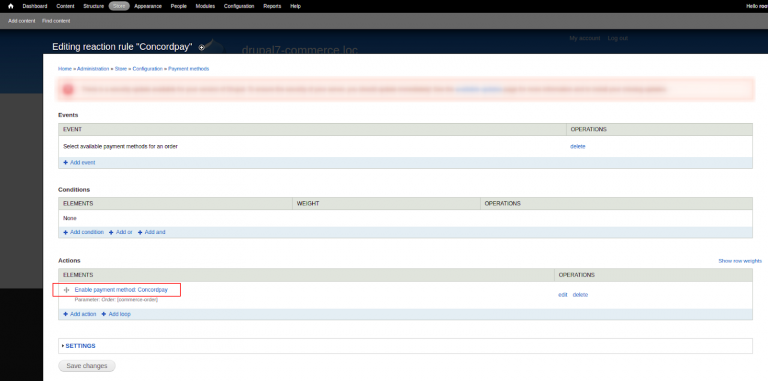 Dashboard Content Structure Store Appearance People Modules Configuration Reports Help Hello roo
Add content Find content
My account Log out
Editing reaction rule "Concordpay"
drupal7-commerce.loc
Home » Administration » Store » Configuration » Payment methods
Events
EVENT OPERATIONS
Select available payment methods for an order delete
Add event
Conditions
ELEMENTS WEIGHT OPERATIONS
None
Add condition Add or Add and
Actions Show row weights
ELEMENTS OPERATIONS
Enable payment method: Concordpay
edit delete
Parameter: Order: [commerce-order]
Add action Add loop
SETTINGS
Save changes